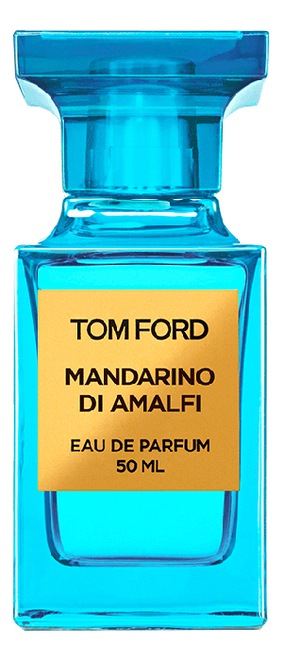 TOM FORD
MANDARINO
DI AMALFI
EAU DE PARFUM
50 ML